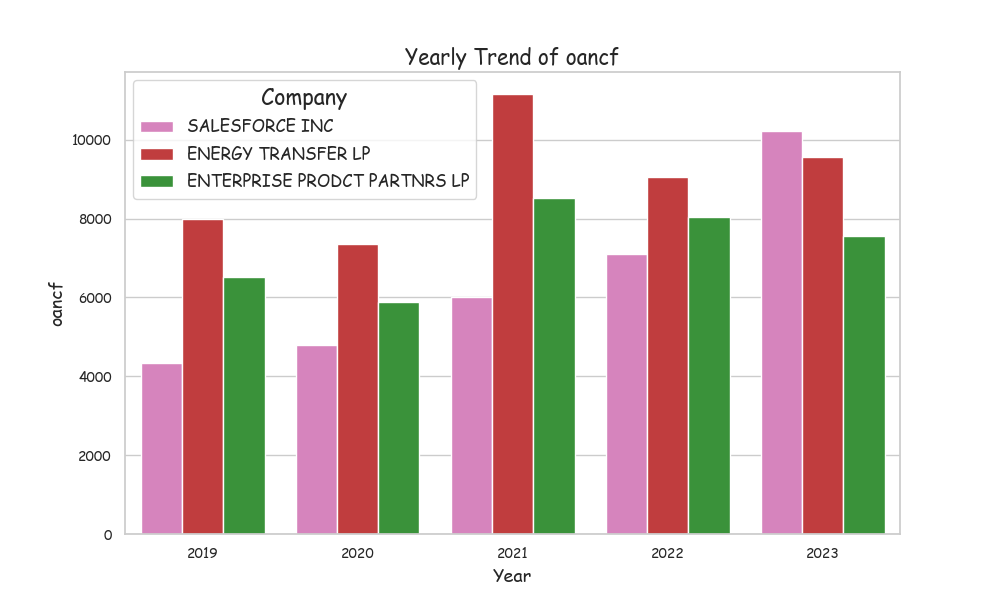 Yearly Trend of oancf
Company
SALESFORCE INC
ENERGY TRANSFER LP
ENTERPRISE PRODCT PARTNRS LP
oancf
10000
8000
6000
4000
2000
0
2019 2020 2021 2022 2023
Year